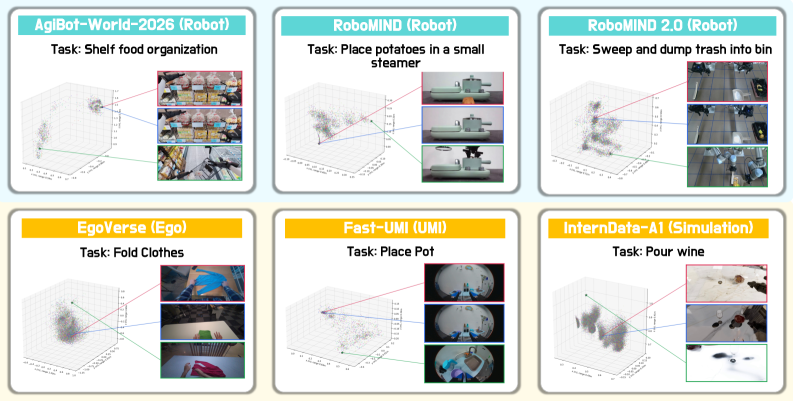 AgiBot-World-2026 (Robot)
Task: Shelf food organization
RoboMIND (Robot)
Task: Place potatoes in a small
steamer
RoboMIND 2.0 (Robot)
Task: Sweep and dump trash into bin
EgoVerse (Ego)
Task: Fold Clothes
Fast-UMI (UMI)
Task: Place Pot
InternData-A1 (Simulation)
Task: Pour wine